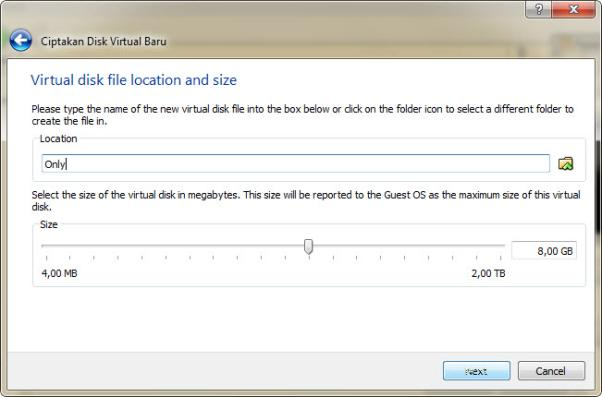 ?
X
Ciptakan Disk Virtual Baru
Virtual disk file location and size
Please type the name of the new virtual disk file into the box below or click on the folder icon to select a different folder to
create the file in.
Location
Only
Select the size of the virtual disk in megabytes. This size will be reported to the Guest OS as the maximum size of this virtual
disk.
Size
8,00 GB
4,00 MB 2,00 TB
Next Cancel